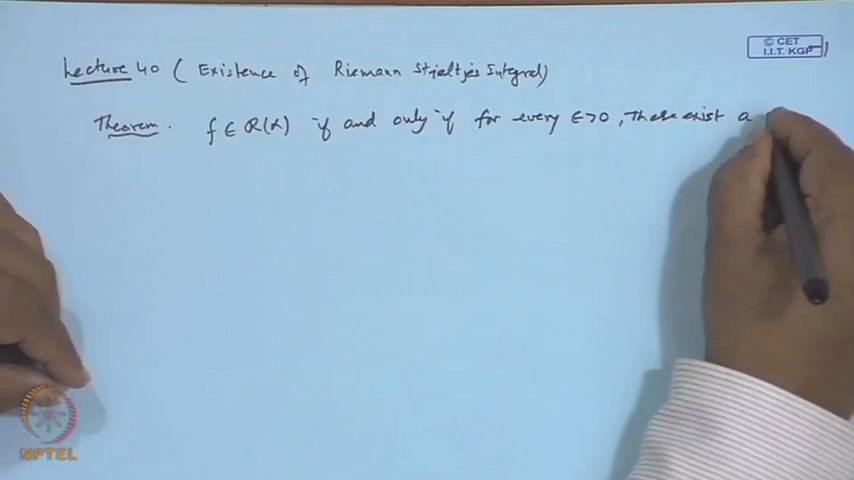 © CET
I.I.T. KGP
Lecture 40 (Existence of Riemann Stieltjes Integral)
Theorem. f ∈ R(α) if and only if for every ε>0, There exist a
NPTEL